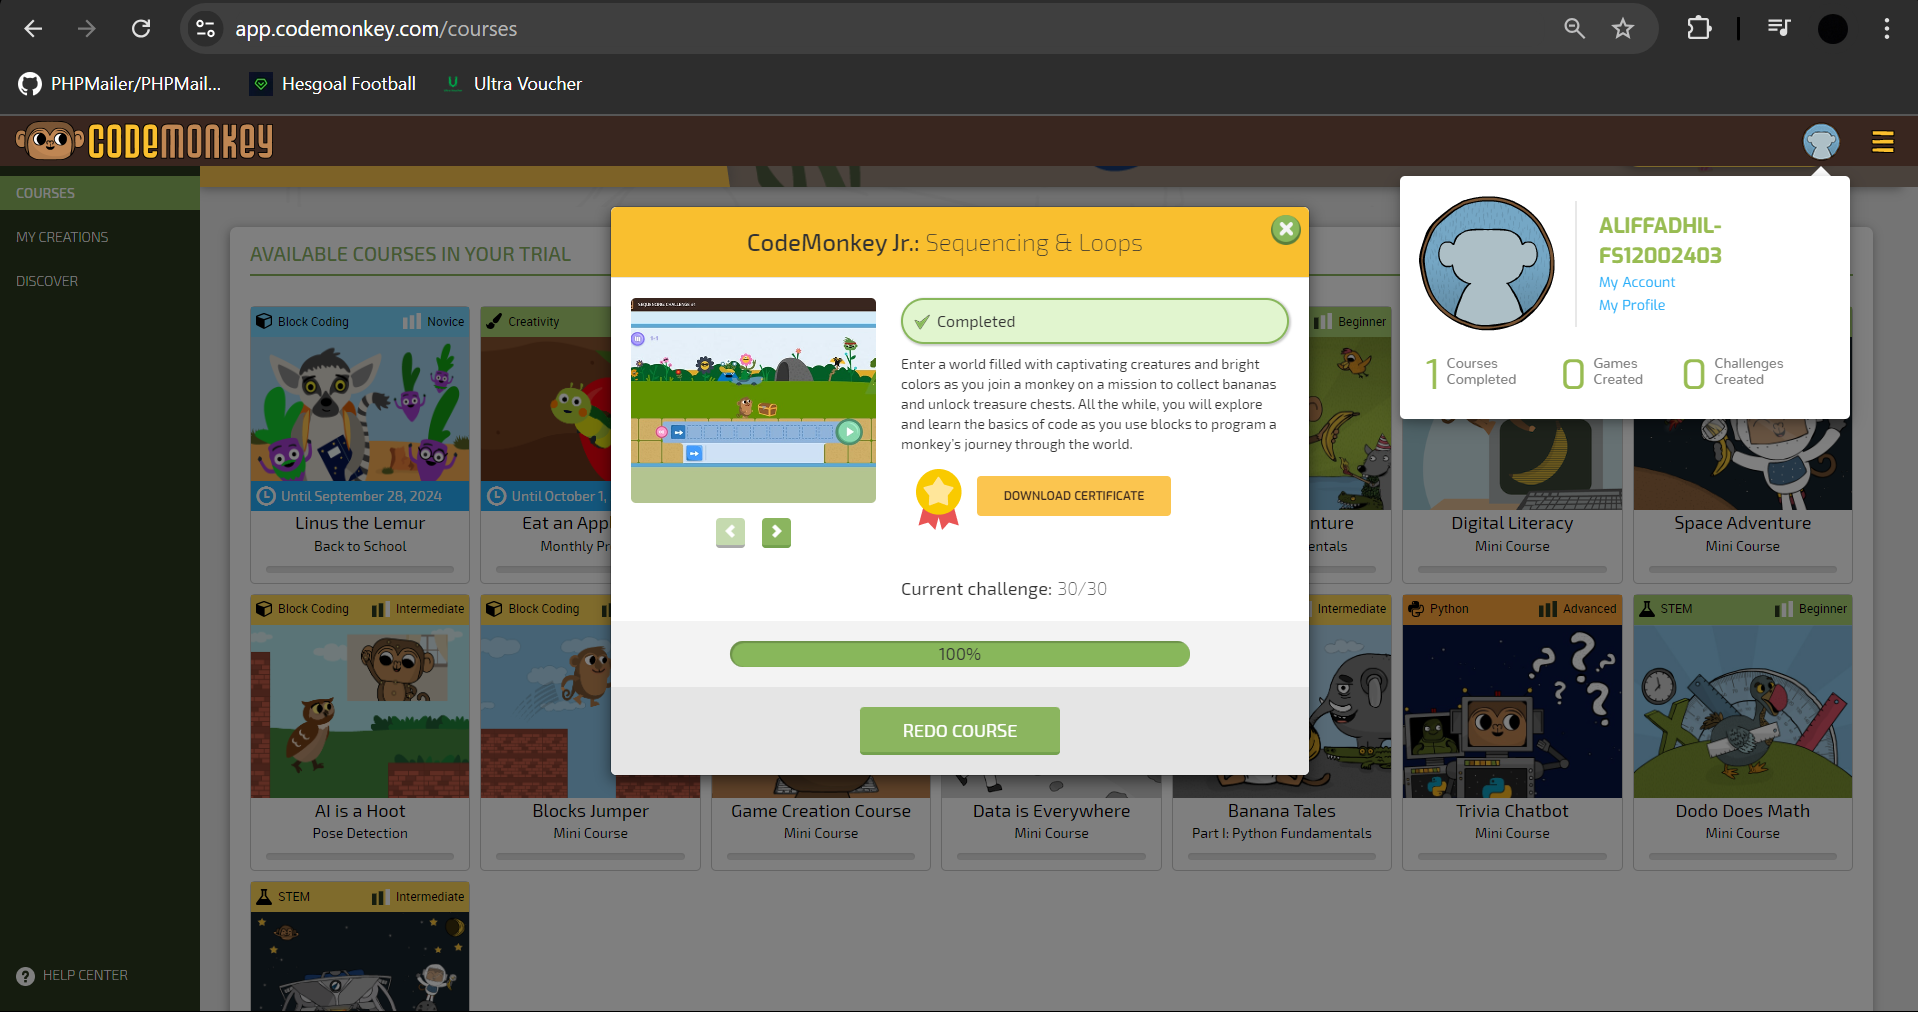 app.codemonkey.com/courses
PHPMailer/PHPMail...
Hesgoal Football
Ultra Voucher
CODEMONKEY
COURSES
MY CREATIONS
DISCOVER
HELP CENTER
AVAILABLE COURSES IN YOUR TRIAL
ALIFFADHIL-
FS12002403
My Account
My Profile
1 Courses
Completed
0 Games
Created
0 Challenges
Created
CodeMonkey Jr.: Sequencing & Loops
SEQUENCING CHALLENGE #1
Completed
Enter a world filled with captivating creatures and bright
colors as you join a monkey on a mission to collect bananas
and unlock treasure chests. All the while, you will explore
and learn the basics of code as you use blocks to program a
monkey's journey through the world.
DOWNLOAD CERTIFICATE
Current challenge: 30/30
100%
REDO COURSE
Block Coding Novice
Until September 28, 2024
Linus the Lemur
Back to School
Creativity
Until October 1,
Eat an App
Monthly Pr
Beginner
nture
entals
Digital Literacy
Mini Course
Space Adventure
Mini Course
Block Coding Intermediate
AI is a Hoot
Pose Detection
Block Coding
Blocks Jumper
Mini Course
Game Creation Course
Mini Course
Data is Everywhere
Mini Course
Intermediate
Banana Tales
Part I: Python Fundamentals
Python Advanced
Trivia Chatbot
Mini Course
STEM Beginner
Dodo Does Math
Mini Course
STEM Intermediate